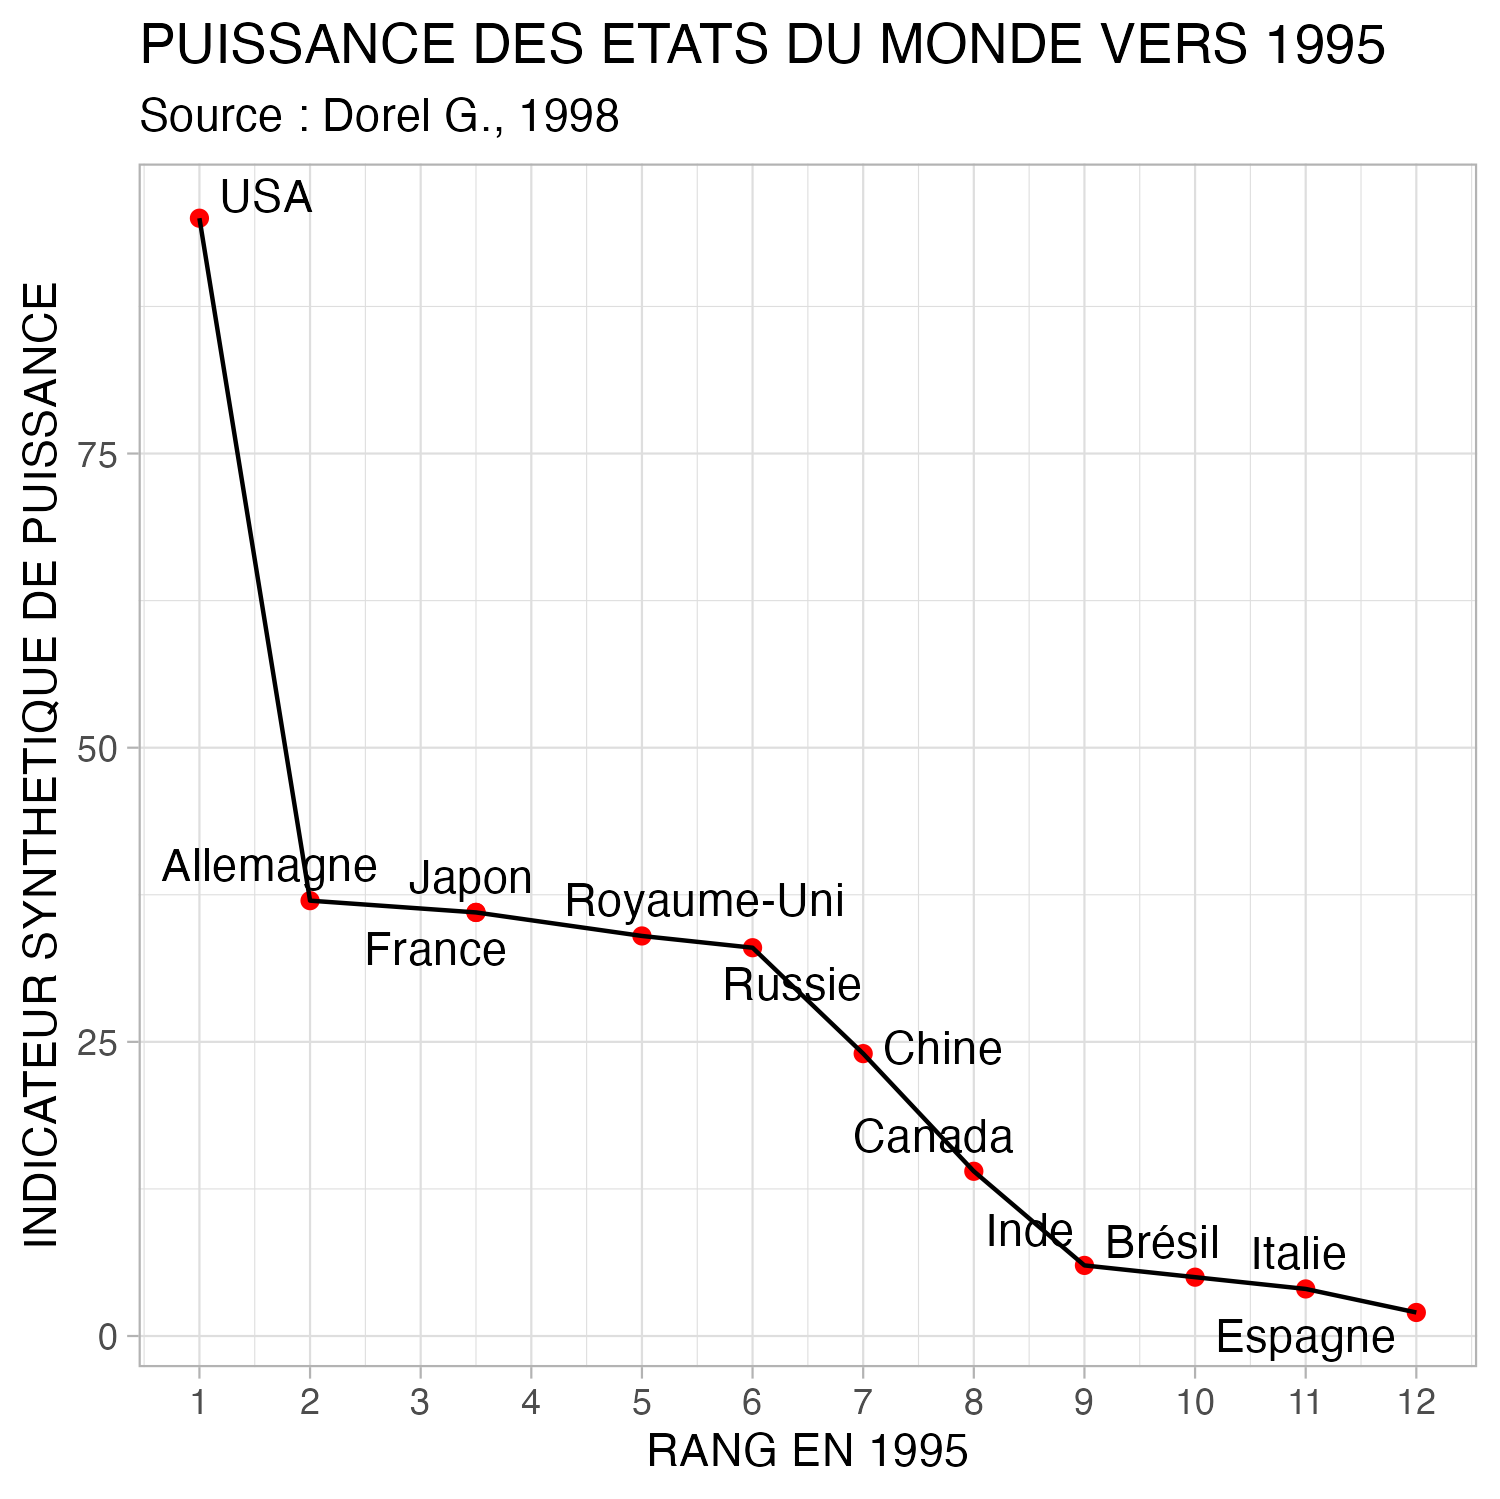 PUISSANCE DES ETATS DU MONDE VERS 1995
Source : Dorel G., 1998
INDICATEUR SYNTHETIQUE DE PUISSANCE
75
50
25
0
USA
Allemagne
Japon
France
Royaume-Uni
Russie
Chine
Canada
Inde
Brésil
Italie
Espagne
1 2 3 4 5 6 7 8 9 10 11 12
RANG EN 1995